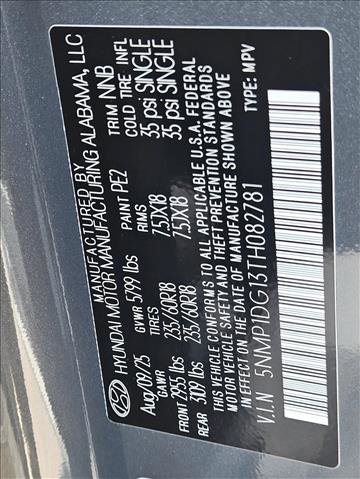 MANUFACTURED BY
HYUNDAI MOTOR MANUFACTURING ALABAMA, LLC
Aug/09/25 GVWR 5799 lbs PAINT PE2 TRIM NNB
GAWR TIRES RIMS COLD TIRE INFL
FRONT 2955 lbs 235/60R18 7.5JX18 35 psi SINGLE
REAR 3109 lbs 235/60R18 7.5JX18 35 psi SINGLE
THIS VEHICLE CONFORMS TO ALL APPLICABLE U.S.A. FEDERAL
MOTOR VEHICLE SAFETY AND THEFT PREVENTION STANDARDS
IN EFFECT ON THE DATE OF MANUFACTURE SHOWN ABOVE
V.I.N 5NMP1DG13TH082781 TYPE: MPV